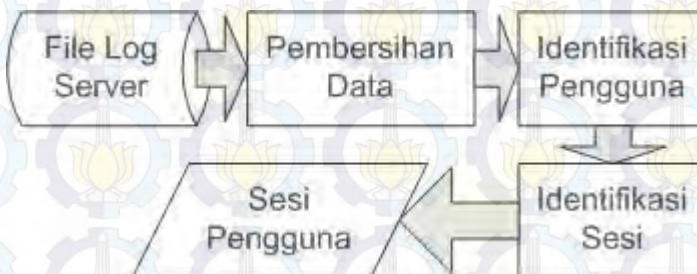 File Log
Server
Pembersihan
Data
Identifikasi
Pengguna
Identifikasi
Sesi
Sesi
Pengguna